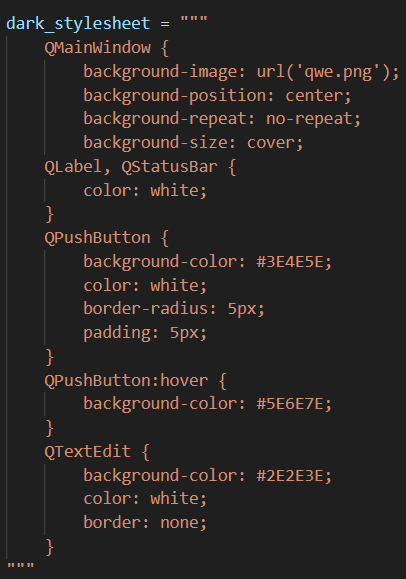 dark_stylesheet = """
    QMainWindow {
        background-image: url('qwe.png');
        background-position: center;
        background-repeat: no-repeat;
        background-size: cover;
    QLabel, QStatusBar {
        color: white;
    }
    QPushButton {
        background-color: #3E4E5E;
        color: white;
        border-radius: 5px;
        padding: 5px;
    }
    QPushButton:hover {
        background-color: #5E6E7E;
    }
    QTextEdit {
        background-color: #2E2E3E;
        color: white;
        border: none;
    }
"""